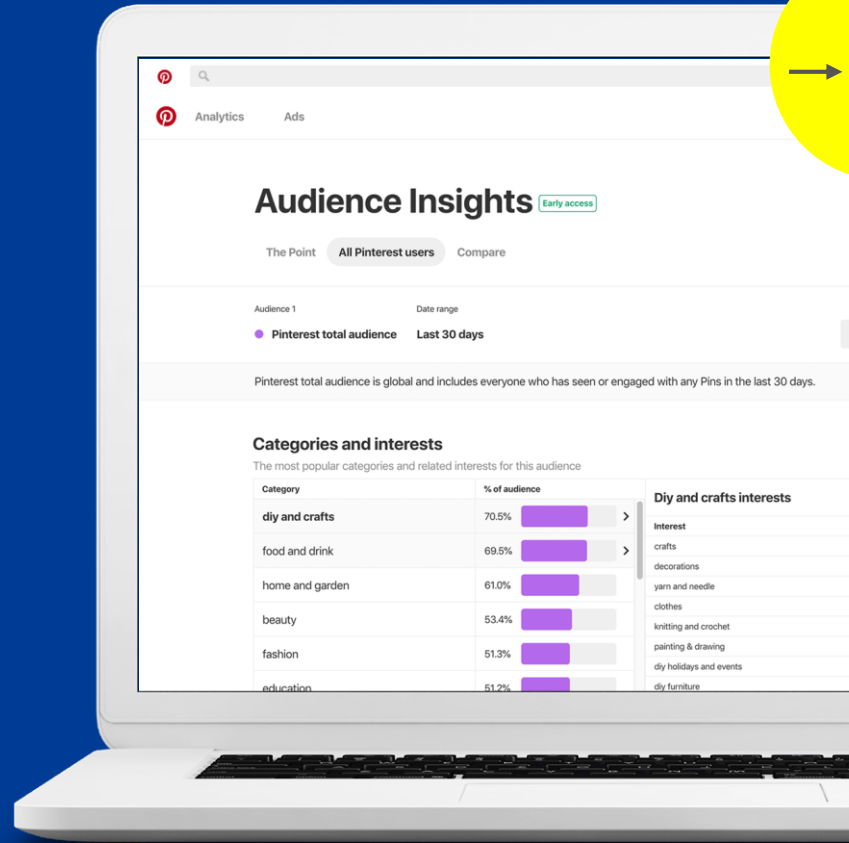 Analytics Ads
Audience Insights Early access
The Point All Pinterest users Compare
Audience 1 Date range
Pinterest total audience Last 30 days
Pinterest total audience is global and includes everyone who has seen or engaged with any Pins in the last 30 days.
Categories and interests
The most popular categories and related interests for this audience
Category % of audience
diy and crafts 70.5%
food and drink 69.5%
home and garden 61.0%
beauty 53.4%
fashion 51.3%
education 51.2%
Diy and crafts interests
Interest
crafts
decorations
yarn and needle
clothes
knitting and crochet
painting & drawing
diy holidays and events
diy furniture